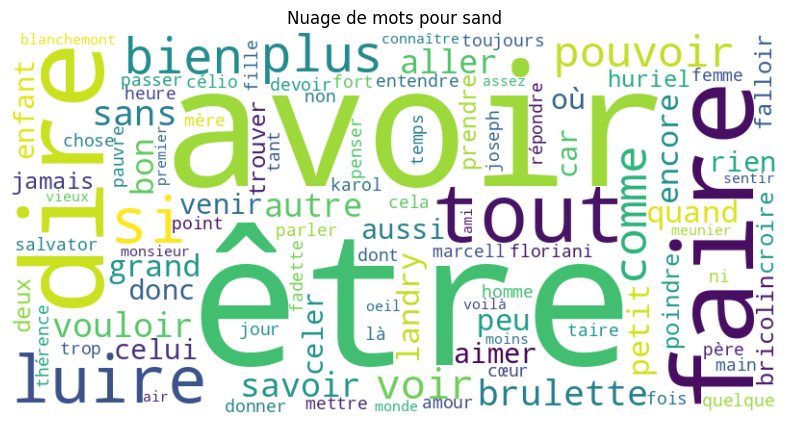 Nuage de mots pour sand
blanchemont connaître toujours
bien plus aller pouvoir
fille passer célio devoir fort entendre assez huriel femme falloir
enfant dire heure non où
sans mère avoir prendre répondre faire
chose pauvre premier bon trouver tant penser temps joseph car comme encore rien
jamais karol sentir
vieux si venir autre cela tout ami quand croire
point parler aussi meunier
salvator monsieur dont marcell floriani ni
grand fadette être landry homme petit poindre bricolin
deux donc oeil voilà
vouloir jour celer là peu taire
thérence trop celui moins aimer père
luire savoir voir cœur brulette main
air donner mettre monde amour fois quelque